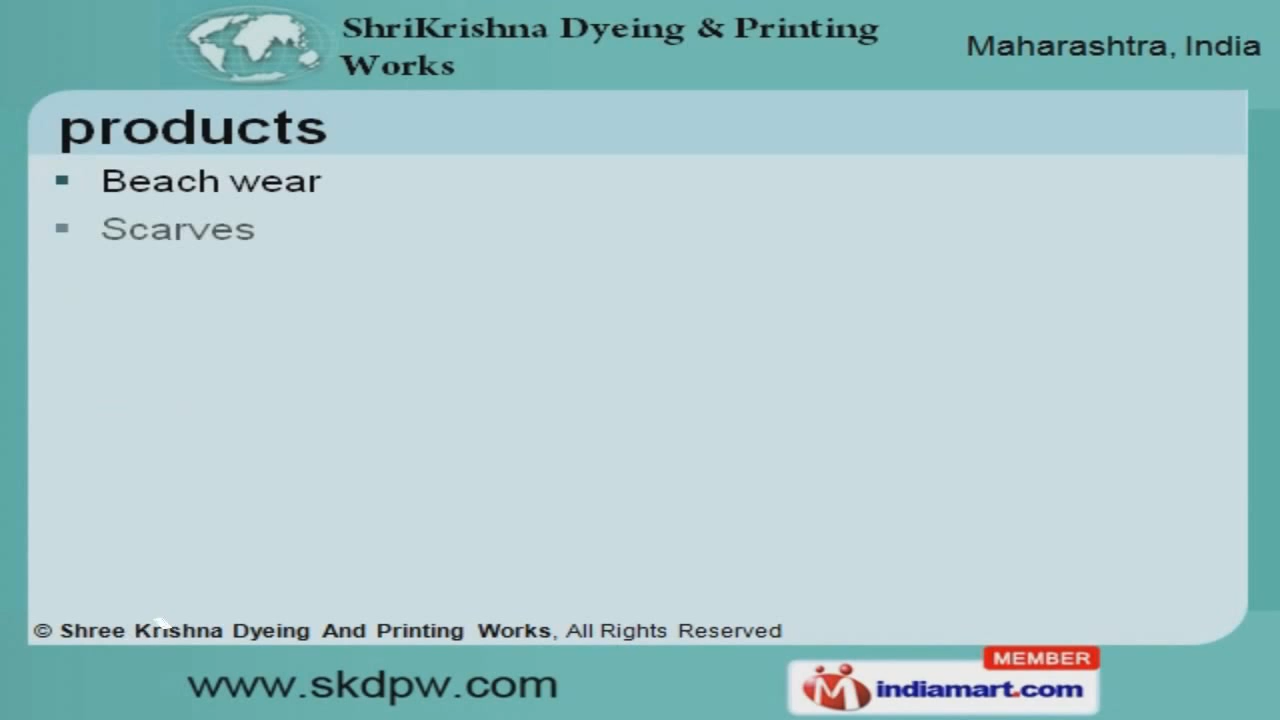 ShriKrishna Dyeing & Printing
Works
Maharashtra, India
products
▪ Beach wear
▪ Scarves
© Shree Krishna Dyeing And Printing Works, All Rights Reserved
www.skdpw.com
MEMBER
indiamart.com